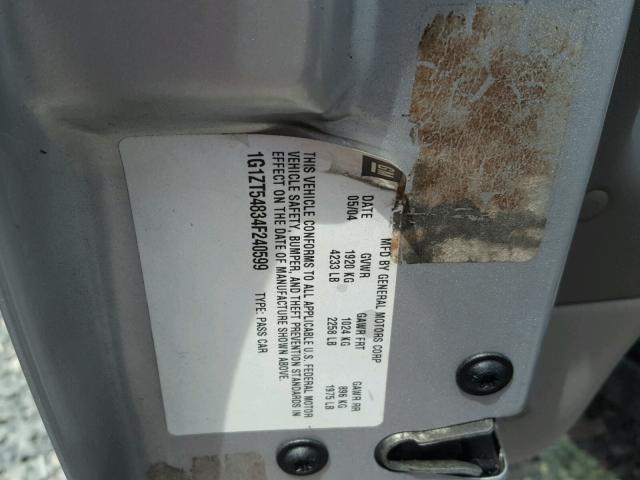 GM
MFD BY GENERAL MOTORS CORP
DATE GVWR GAWR FRT GAWR RR
05/04 1920 KG 1024 KG 896 KG
4233 LB 2258 LB 1975 LB
THIS VEHICLE CONFORMS TO ALL APPLICABLE U.S. FEDERAL MOTOR
VEHICLE SAFETY, BUMPER, AND THEFT PREVENTION STANDARDS IN
EFFECT ON THE DATE OF MANUFACTURE SHOWN ABOVE.
1G1ZT54834F240599 TYPE: PASS CAR